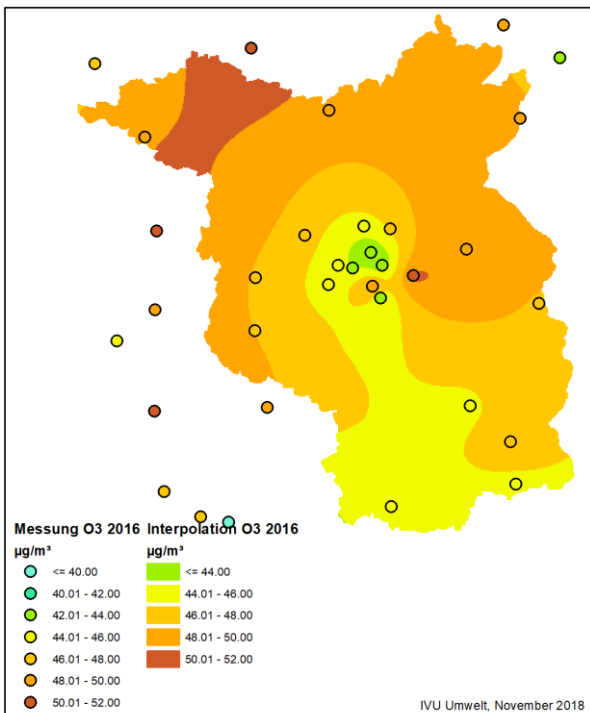 Messung O3 2016
µg/m³
<= 40.00
40.01 - 42.00
42.01 - 44.00
44.01 - 46.00
46.01 - 48.00
48.01 - 50.00
50.01 - 52.00
Interpolation O3 2016
µg/m³
<= 44.00
44.01 - 46.00
46.01 - 48.00
48.01 - 50.00
50.01 - 52.00
IVU Umwelt, November 2018